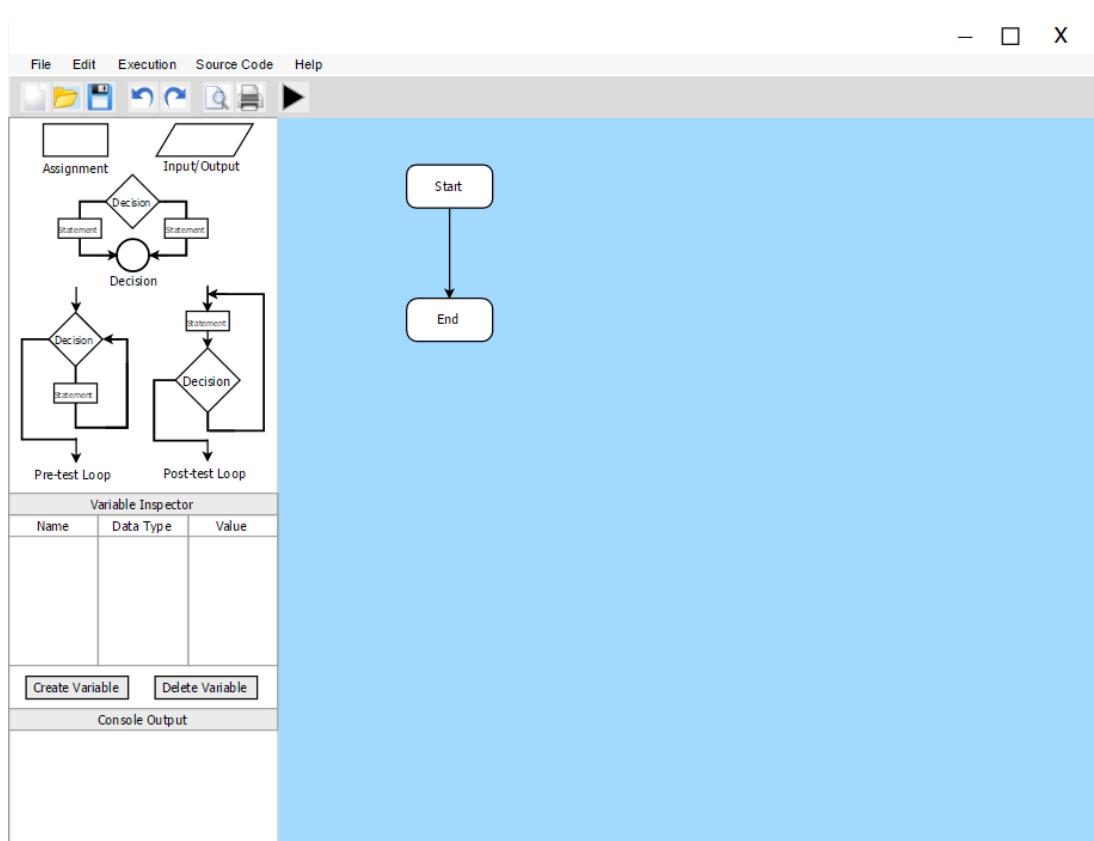 X
File Edit Execution Source Code Help
Assignment Input/Output
Decision
Statement Statement
Decision
Statement
Decision
Decision
Statement
Pre-test Loop Post-test Loop
Variable Inspector
Name Data Type Value
Create Variable Delete Variable
Console Output
Start
End